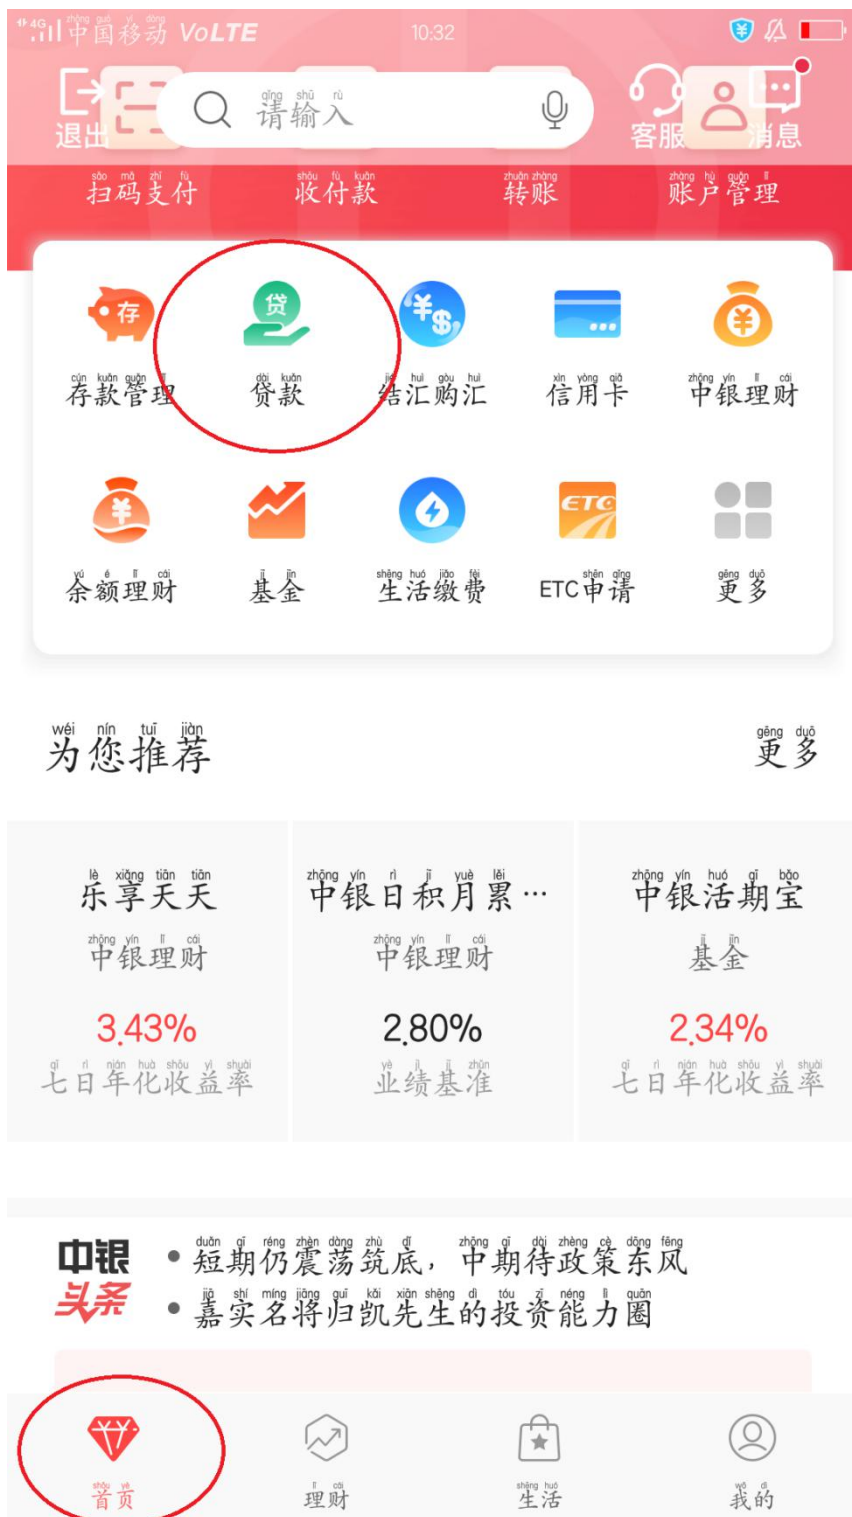 4G 中国移动 VoLTE 10:32
退出 请输入 客服 消息
扫码支付 收付款 转账 账户管理
存 贷
存款管理 贷款 结汇购汇 信用卡 中银理财
ETC
余额理财 基金 生活缴费 ETC申请 更多
为您推荐 更多
乐享天天 中银日积月累… 中银活期宝
中银理财 中银理财 基金
3.43% 2.80% 2.34%
七日年化收益率 业绩基准 七日年化收益率
中银头条
• 短期仍震荡筑底，中期待政策东风
• 嘉实名将归凯先生的投资能力圈
首页 理财 生活 我的